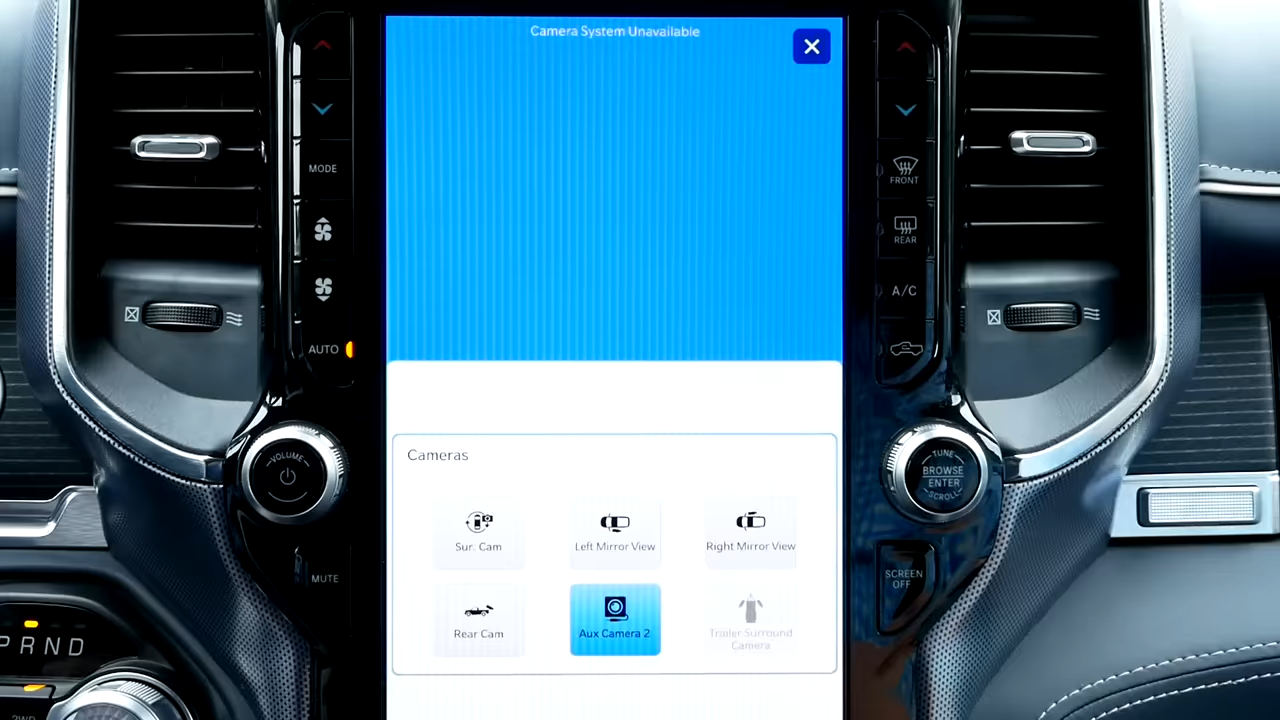 Camera System Unavailable
MODE
AUTO
VOLUME
MUTE
P R N D
2WD
FRONT
REAR
A/C
TUNE
BROWSE
ENTER
SCROLL
SCREEN
OFF
Cameras
Sur. Cam
Left Mirror View
Right Mirror View
Rear Cam
Aux Camera 2
Trailer Surround
Camera